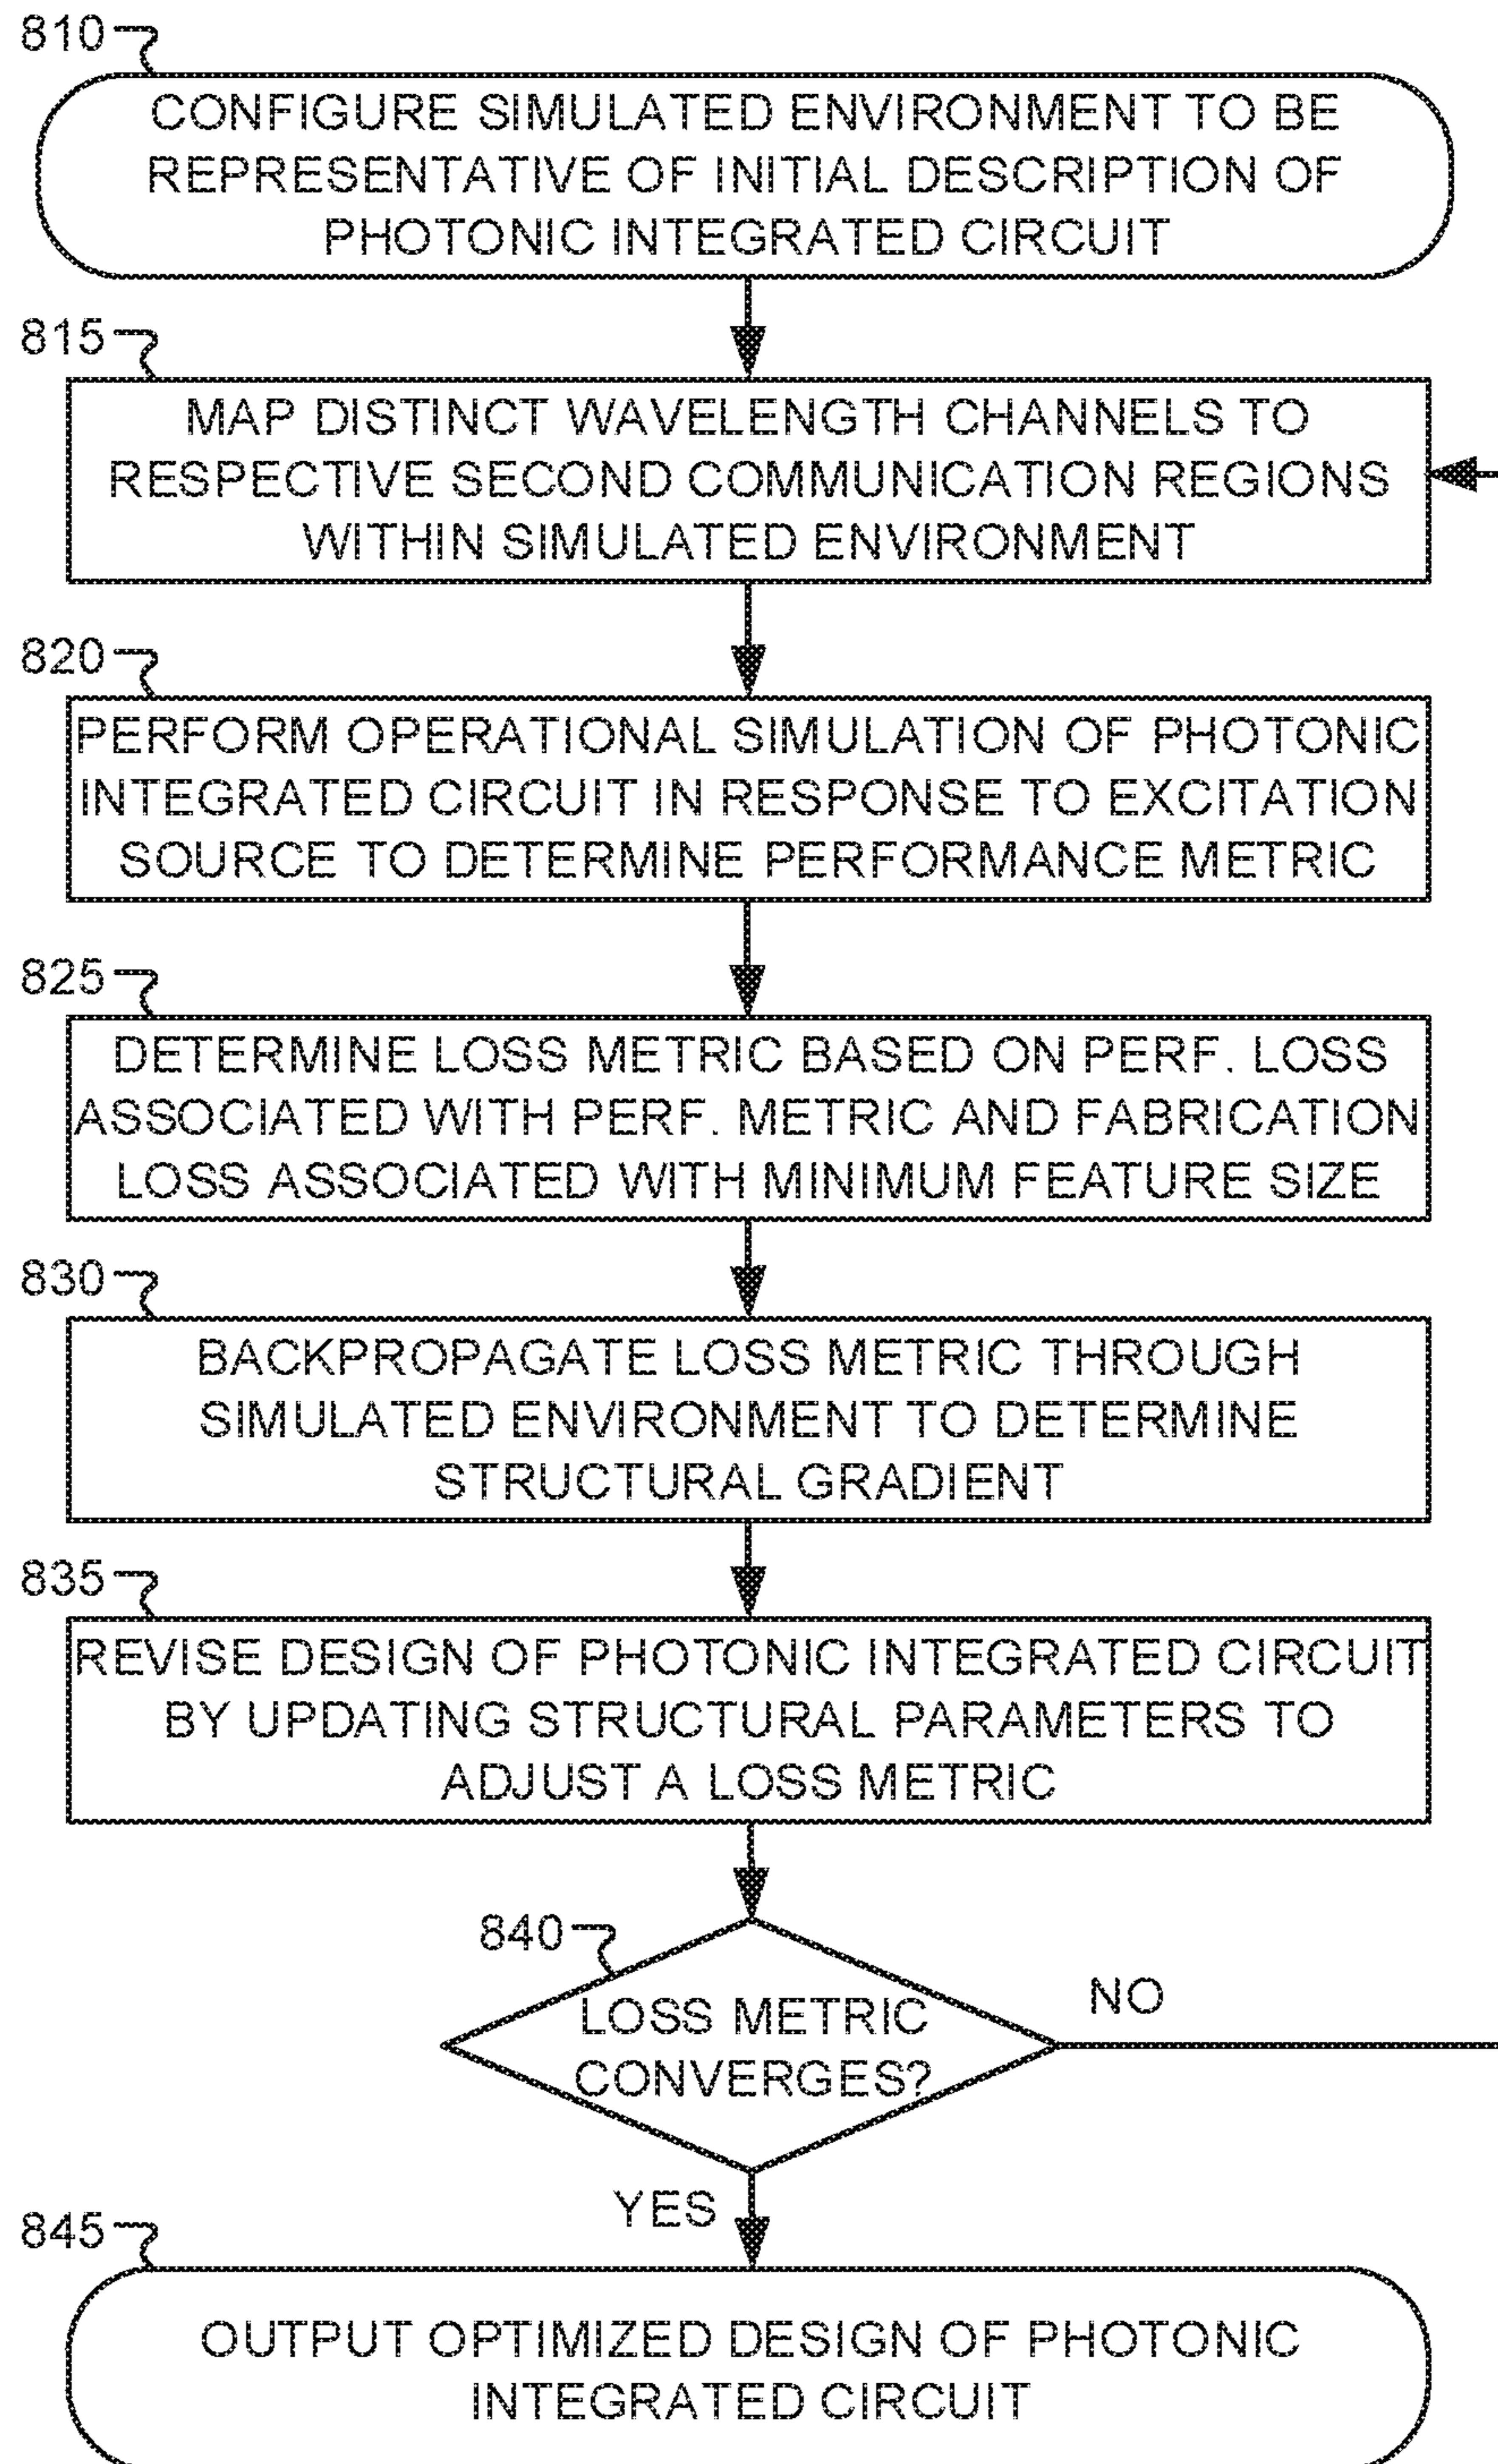 810
CONFIGURE SIMULATED ENVIRONMENT TO BE
REPRESENTATIVE OF INITIAL DESCRIPTION OF
PHOTONIC INTEGRATED CIRCUIT
815
MAP DISTINCT WAVELENGTH CHANNELS TO
RESPECTIVE SECOND COMMUNICATION REGIONS
WITHIN SIMULATED ENVIRONMENT
820
PERFORM OPERATIONAL SIMULATION OF PHOTONIC
INTEGRATED CIRCUIT IN RESPONSE TO EXCITATION
SOURCE TO DETERMINE PERFORMANCE METRIC
825
DETERMINE LOSS METRIC BASED ON PERF. LOSS
ASSOCIATED WITH PERF. METRIC AND FABRICATION
LOSS ASSOCIATED WITH MINIMUM FEATURE SIZE
830
BACKPROPAGATE LOSS METRIC THROUGH
SIMULATED ENVIRONMENT TO DETERMINE
STRUCTURAL GRADIENT
835
REVISE DESIGN OF PHOTONIC INTEGRATED CIRCUIT
BY UPDATING STRUCTURAL PARAMETERS TO
ADJUST A LOSS METRIC
840
LOSS METRIC
CONVERGES?
NO
YES
845
OUTPUT OPTIMIZED DESIGN OF PHOTONIC
INTEGRATED CIRCUIT